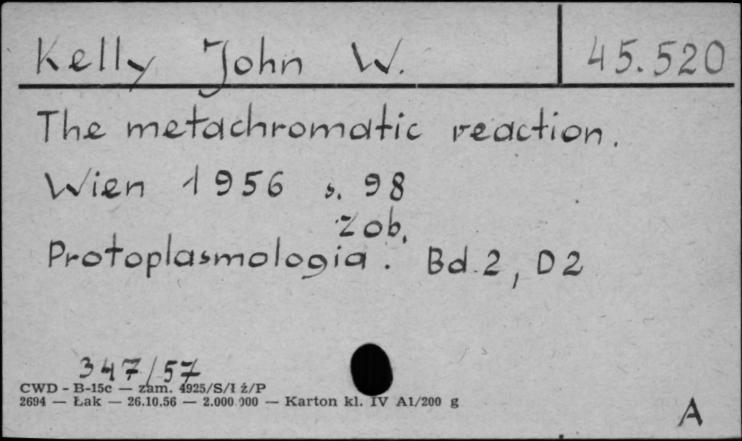 Kelly John W. 45.520
The metachromatic reaction.
Wien 1956 s. 98
zob.
Protoplasmologia. Bd. 2, D2
347/57
CWD - B-15c — zam. 4925/S/I ż/P
2694 — Łak — 26.10.56 — 2.000.000 — Karton kl. IV A1/200 g
A